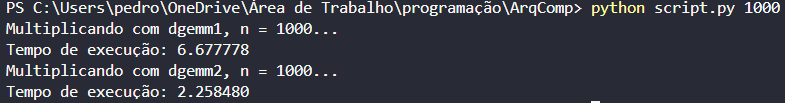 PS C:\Users\pedro\OneDrive\Área de Trabalho\programação\ArqComp> python script.py 1000
Multiplicando com dgemm1, n = 1000...
Tempo de execução: 6.677778
Multiplicando com dgemm2, n = 1000...
Tempo de execução: 2.258480